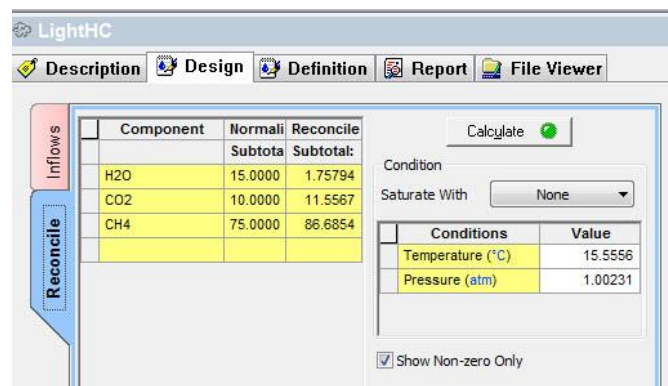 LightHC
Description Design Definition Report File Viewer
Inflows
Reconcile
Component Normali Reconcile
Subtota Subtotal:
H2O 15.0000 1.75794
CO2 10.0000 11.5567
CH4 75.0000 86.6854
Calculate
Condition
Saturate With None
Conditions Value
Temperature (°C) 15.5556
Pressure (atm) 1.00231
Show Non-zero Only